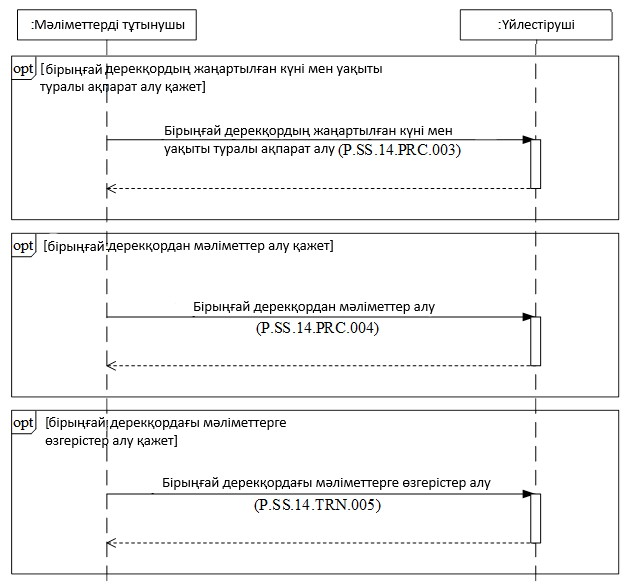 :Мәліметтерді тұтынушы
:Үйлестіруші
opt
[бірыңғай дерекқордың жаңартылған күні мен уақыты
туралы ақпарат алу қажет]
Бірыңғай дерекқордың жаңартылған күні мен
уақыты туралы ақпарат алу (P.SS.14.PRC.003)
opt
[бірыңғай дерекқордан мәліметтер алу қажет]
Бірыңғай дерекқордан мәліметтер алу
(P.SS.14.PRC.004)
opt
[бірыңғай дерекқордағы мәліметтерге
өзгерістер алу қажет]
Бірыңғай дерекқордағы мәліметтерге өзгерістер алу
(P.SS.14.TRN.005)